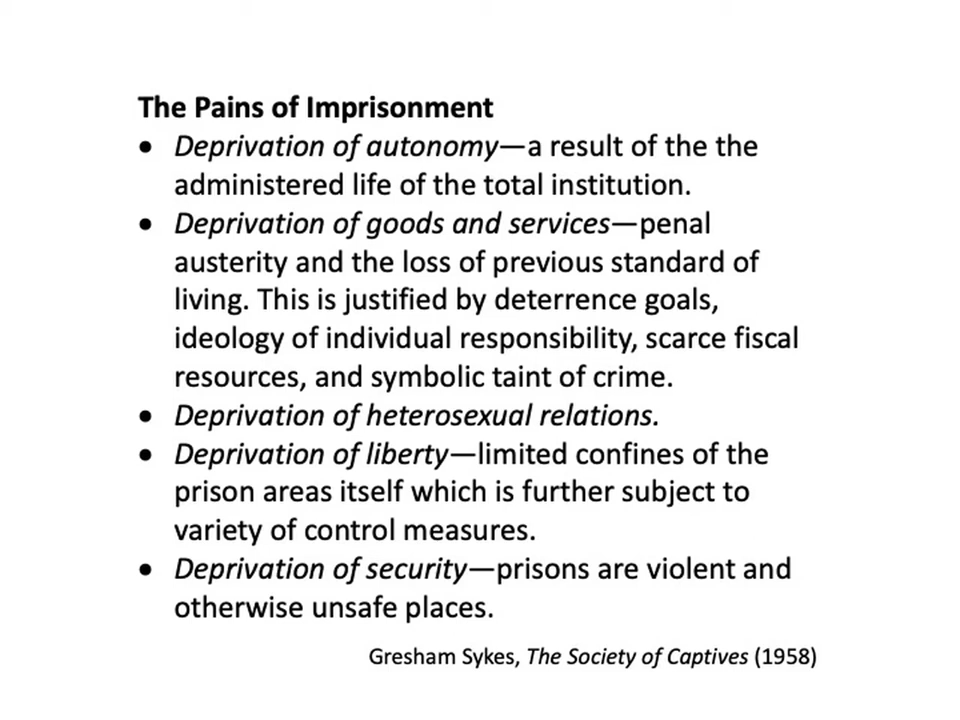 The Pains of Imprisonment
• Deprivation of autonomy—a result of the the
administered life of the total institution.
• Deprivation of goods and services—penal
austerity and the loss of previous standard of
living. This is justified by deterrence goals,
ideology of individual responsibility, scarce fiscal
resources, and symbolic taint of crime.
• Deprivation of heterosexual relations.
• Deprivation of liberty—limited confines of the
prison areas itself which is further subject to
variety of control measures.
• Deprivation of security—prisons are violent and
otherwise unsafe places.
Gresham Sykes, The Society of Captives (1958)